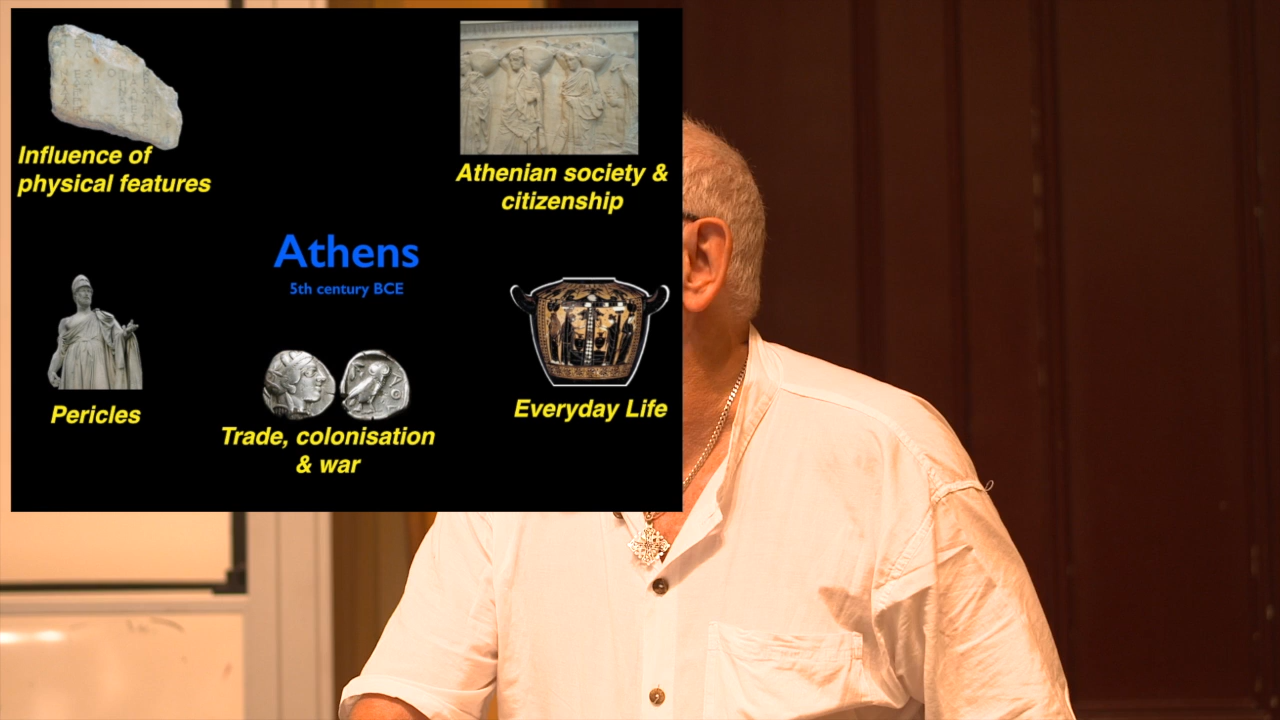 Influence of
physical features
Athenian society &
citizenship
Athens
5th century BCE
Pericles
Trade, colonisation
& war
Everyday Life